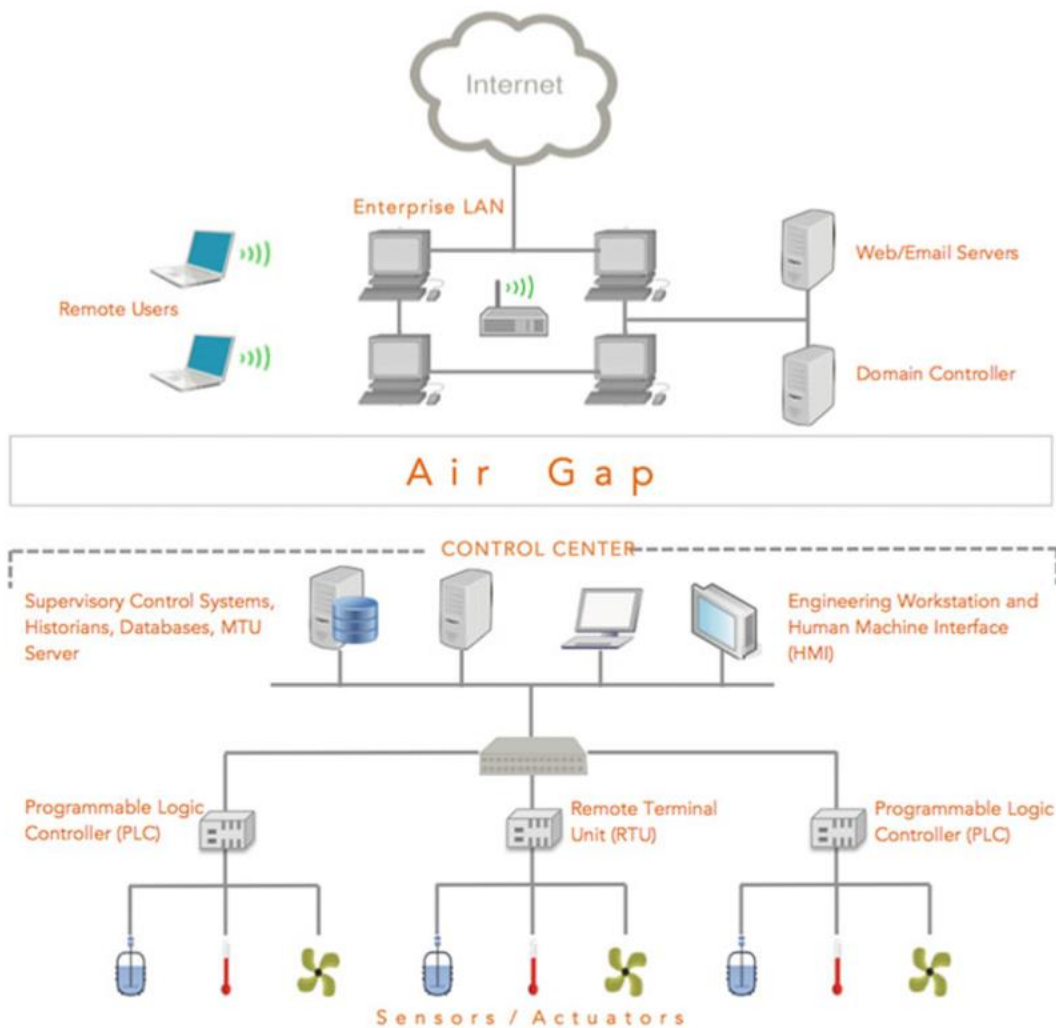 Internet
Enterprise LAN
Web/Email Servers
Remote Users
Domain Controller
Air Gap
CONTROL CENTER
Supervisory Control Systems,
Historians, Databases, MTU
Server
Engineering Workstation and
Human Machine Interface
(HMI)
Programmable Logic
Controller (PLC)
Remote Terminal
Unit (RTU)
Programmable Logic
Controller (PLC)
Sensors / Actuators